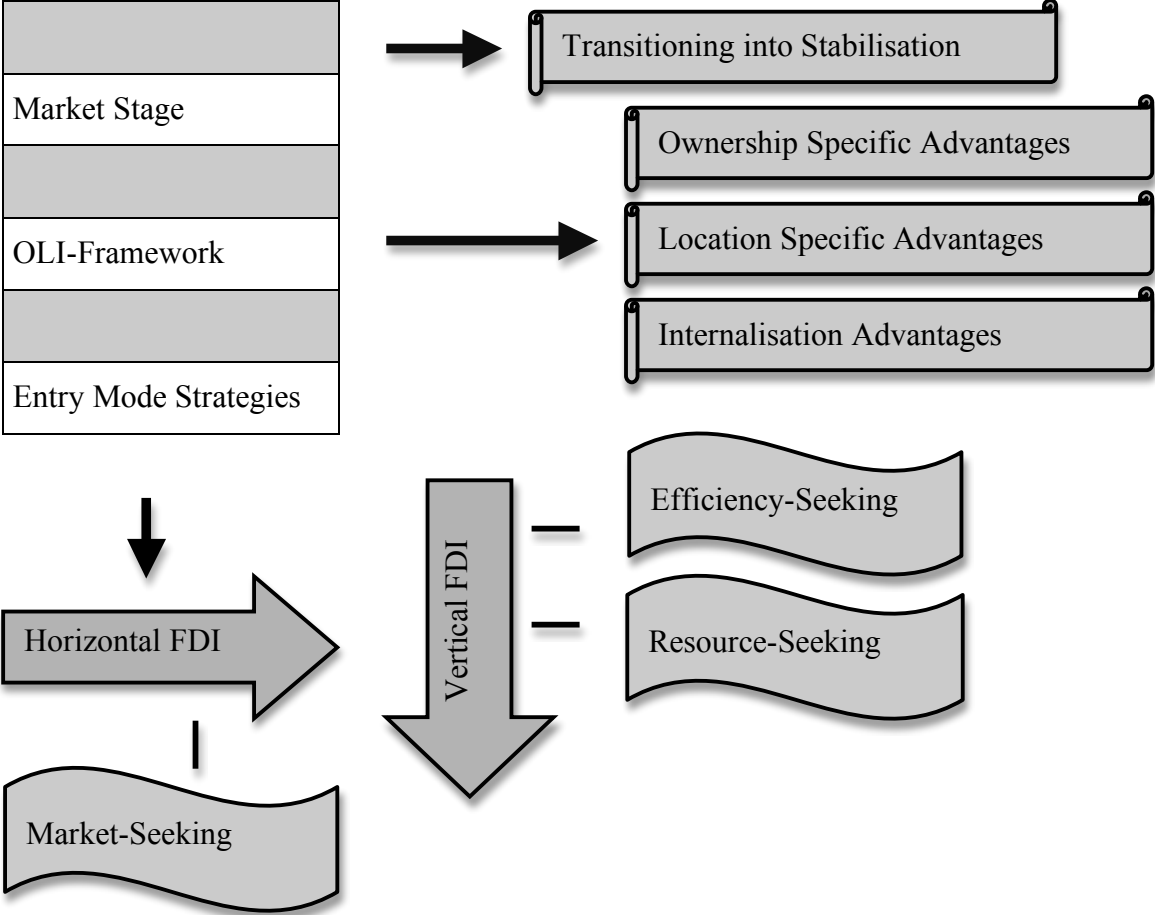 Transitioning into Stabilisation
Market Stage
Ownership Specific Advantages
OLI-Framework
Location Specific Advantages
Internalisation Advantages
Entry Mode Strategies
Efficiency-Seeking
Vertical FDI
Horizontal FDI
Resource-Seeking
Market-Seeking